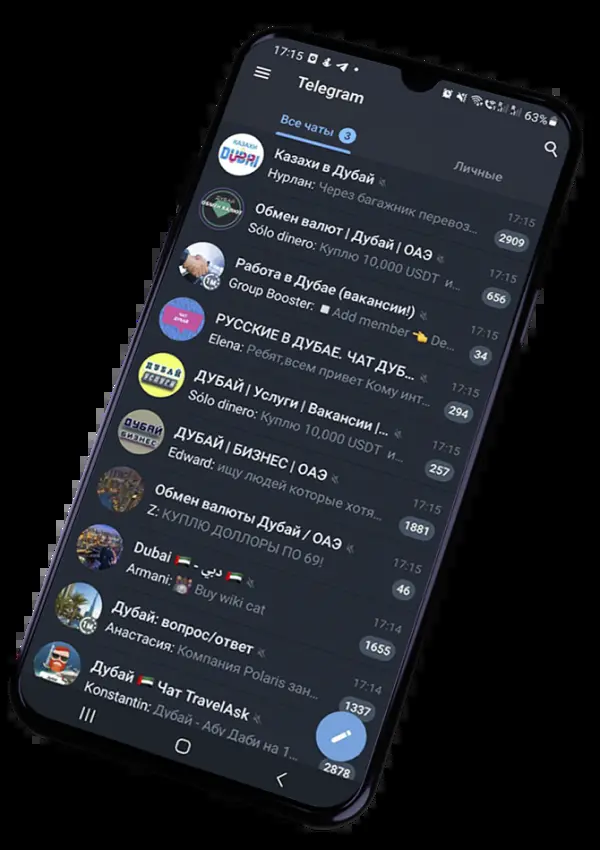 17:15
63%
Telegram
Все чаты 3
Личные
КАЗАХИ
DUBAI
Казахи в Дубай
17:15
Нурлан: Через багажник перевоз...
2909
ДУБАЙ
ОБМЕН ВАЛЮТ
Обмен валют | Дубай | ОАЭ
17:15
Sólo dinero: Куплю 10,000 USDT и...
656
1M
Работа в Дубае (вакансии!)
17:15
Group Booster: ◽ Add member 👈 De...
34
ЧАТ
ДУБАЙ
РУССКИЕ В ДУБАЕ. ЧАТ ДУБ...
17:15
Elena: Ребят,всем привет Кому инт...
294
ДУБАЙ
УСЛУГИ
ДУБАЙ | Услуги | Вакансии |...
17:15
Sólo dinero: Куплю 10,000 USDT и...
257
ДУБАЙ
БИЗНЕС
ДУБАЙ | БИЗНЕС | ОАЭ
17:15
Edward: ищу людей которые хотя...
1881
Обмен валюты Дубай / ОАЭ
17:15
Z: КУПЛЮ ДОЛЛОРЫ ПО 69!
46
Dubai 🇦🇪 - دبي 🇦🇪
17:14
Armani: Buy wiki cat
1655
1M
Дубай: вопрос/ответ
17:14
Анастасия: Компания Polaris зан...
1337
Дубай 🇦🇪 Чат TravelAsk
Konstantín: Дубай - Абу Даби на 1...
2878